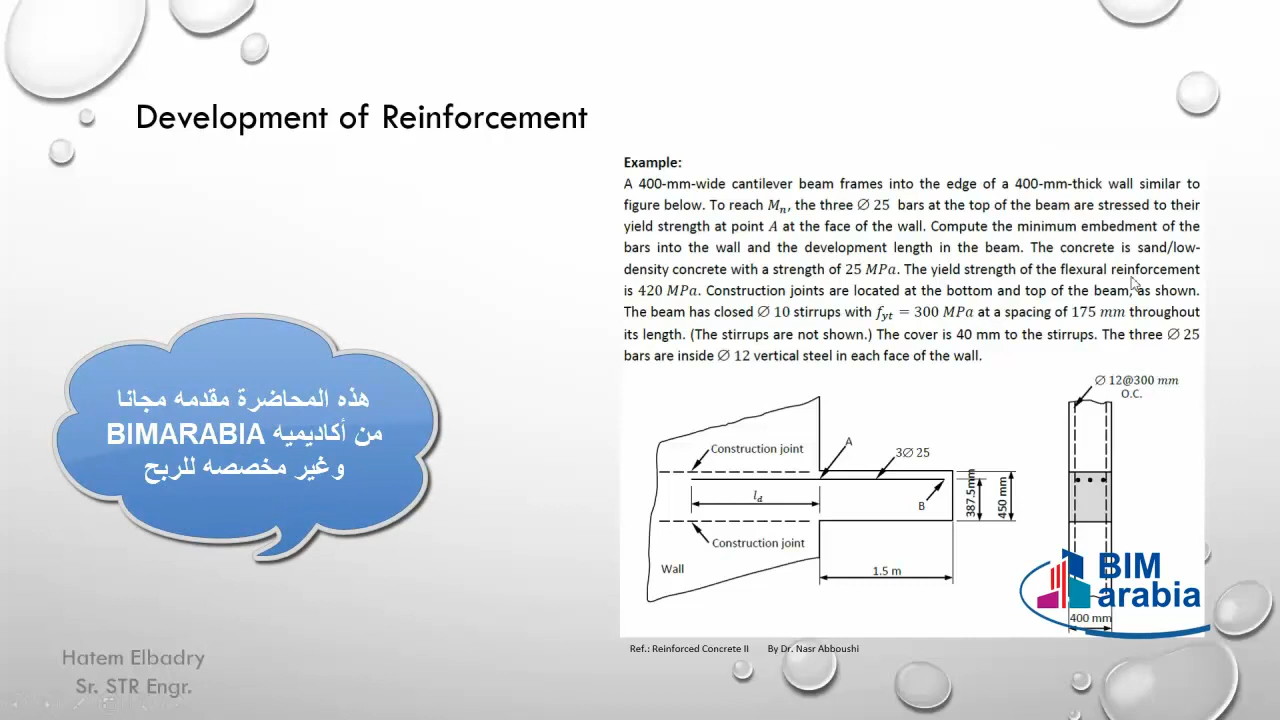 Development of Reinforcement
Example:
A 400-mm-wide cantilever beam frames into the edge of a 400-mm-thick wall similar to
figure below. To reach Mₙ, the three ∅ 25 bars at the top of the beam are stressed to their
yield strength at point A at the face of the wall. Compute the minimum embedment of the
bars into the wall and the development length in the beam. The concrete is sand/low-
density concrete with a strength of 25 MPa. The yield strength of the flexural reinforcement
is 420 MPa. Construction joints are located at the bottom and top of the beam, as shown.
The beam has closed ∅ 10 stirrups with f_yt = 300 MPa at a spacing of 175 mm throughout
its length. (The stirrups are not shown.) The cover is 40 mm to the stirrups. The three ∅ 25
bars are inside ∅ 12 vertical steel in each face of the wall.
∅ 12@300 mm
O.C.
Construction joint
A
3∅ 25
l_d
B
387.5mm
450 mm
Construction joint
Wall
1.5 m
400 mm
BIM
arabia
هذه المحاضرة مقدمه مجانا
من أكاديميه BIMARABIA
وغير مخصصه للربح
Ref.: Reinforced Concrete II By Dr. Nasr Abboushi
Hatem Elbadry
Sr. STR Engr.